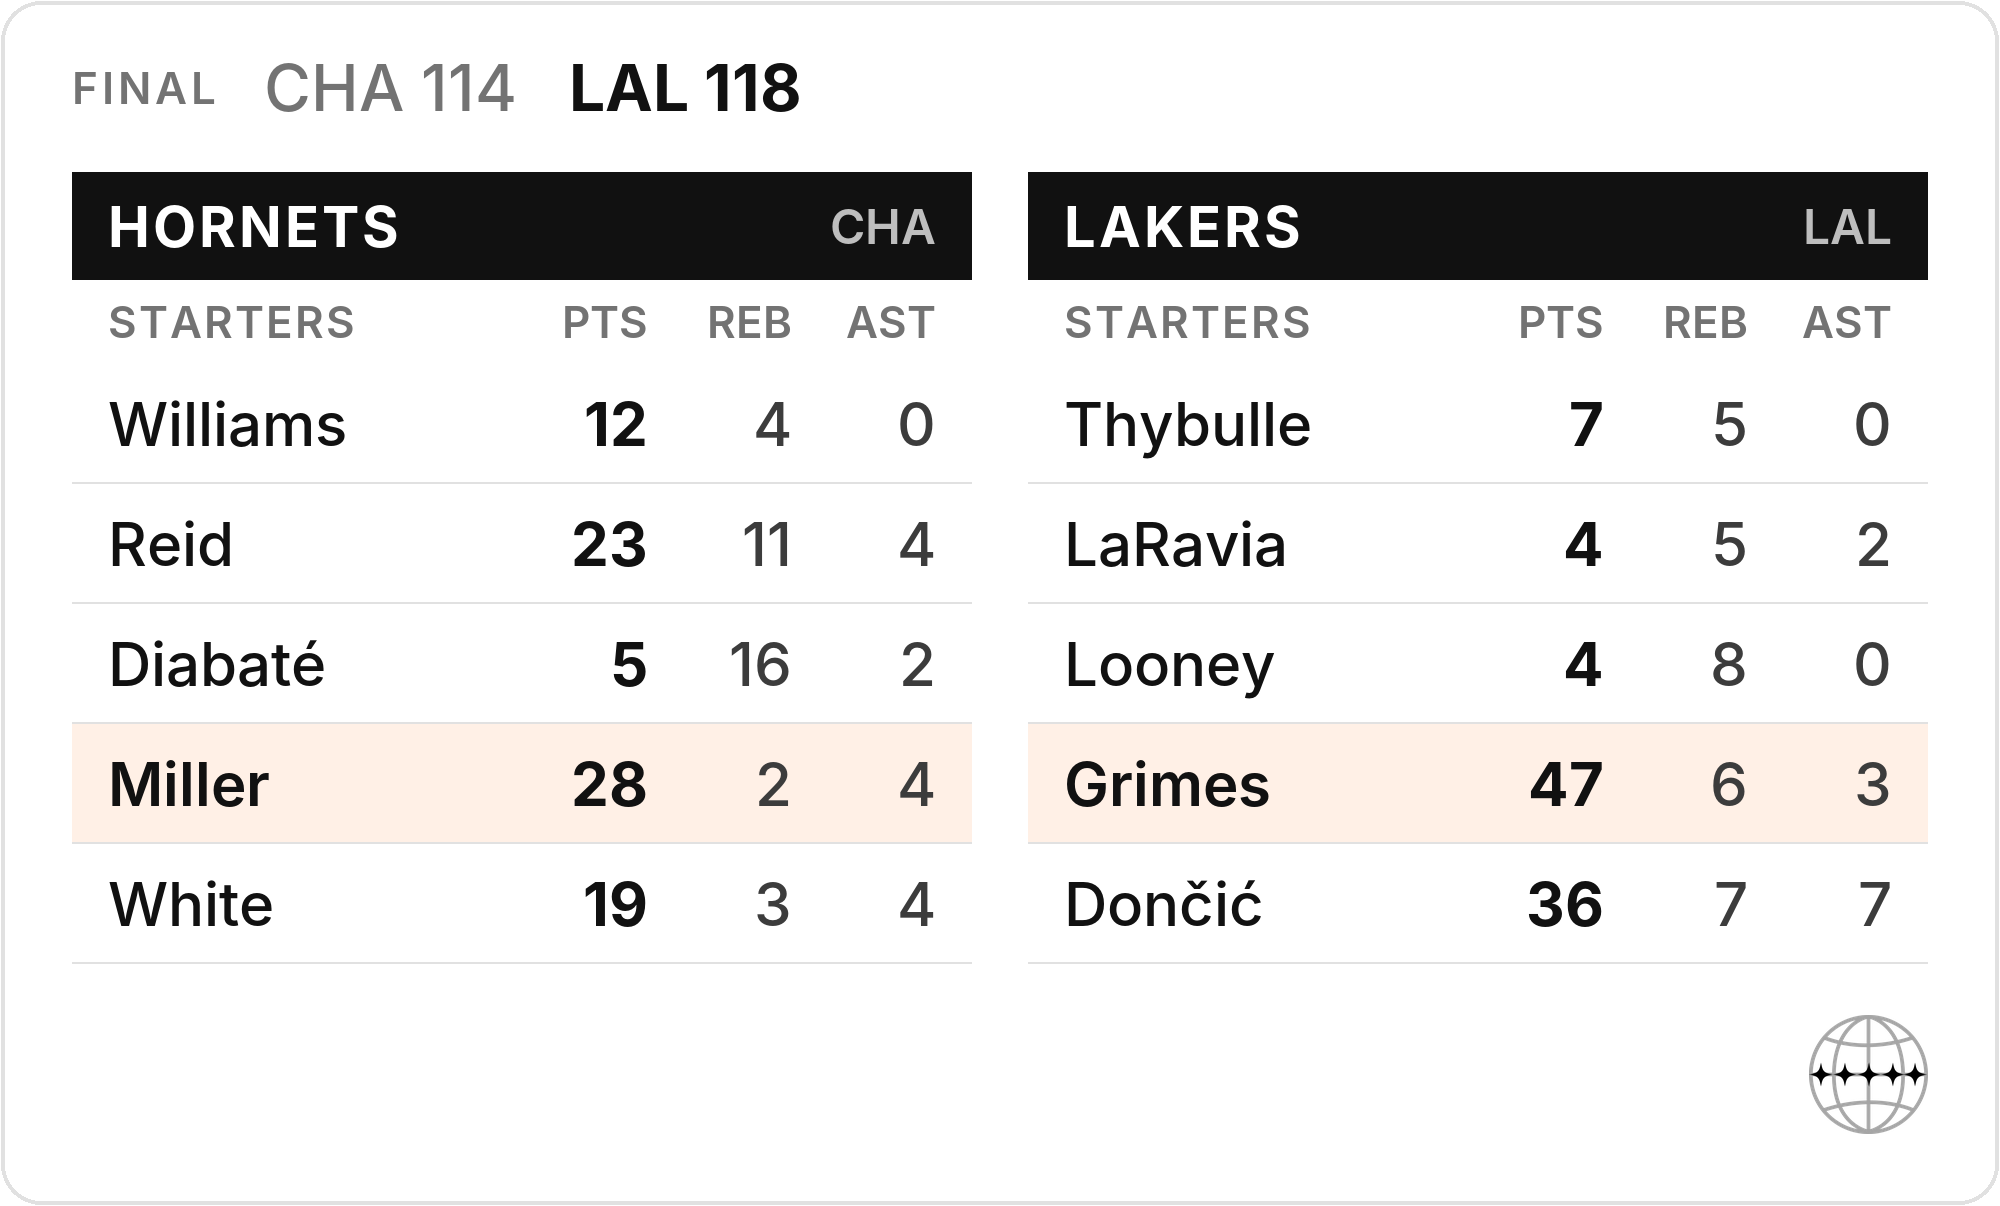 FINAL CHA 114 LAL 118
HORNETS CHA
STARTERS PTS REB AST
Williams 12 4 0
Reid 23 11 4
Diabaté 5 16 2
Miller 28 2 4
White 19 3 4
LAKERS LAL
STARTERS PTS REB AST
Thybulle 7 5 0
LaRavia 4 5 2
Looney 4 8 0
Grimes 47 6 3
Dončić 36 7 7